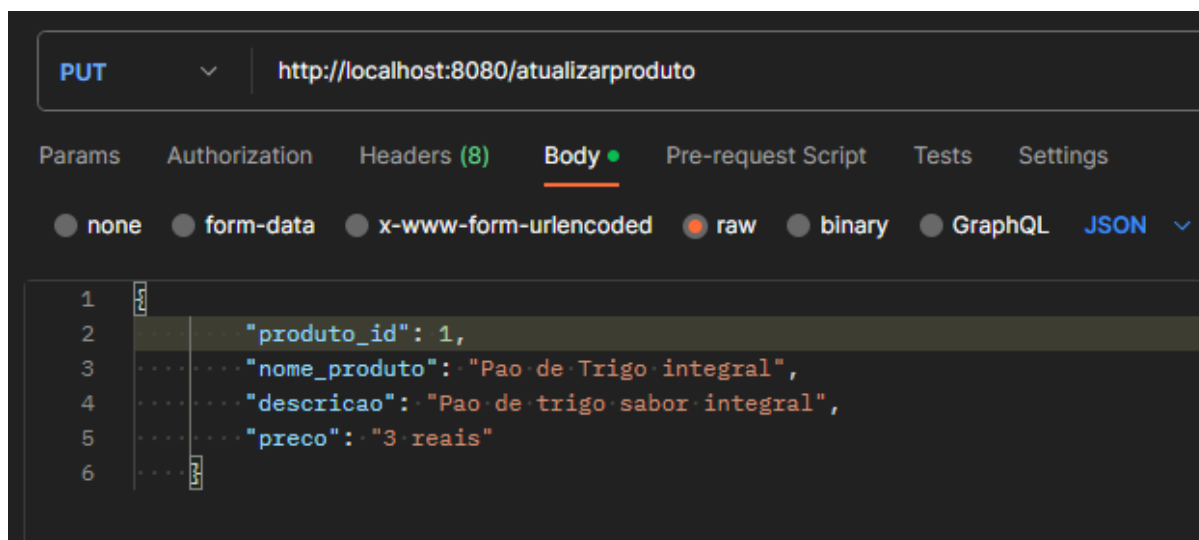 PUT http://localhost:8080/atualizarproduto
Params Authorization Headers (8) Body Pre-request Script Tests Settings
none form-data x-www-form-urlencoded raw binary GraphQL JSON
1 {
2 "produto_id": 1,
3 "nome_produto": "Pao de Trigo integral",
4 "descricao": "Pao de trigo sabor integral",
5 "preco": "3 reais"
6 }